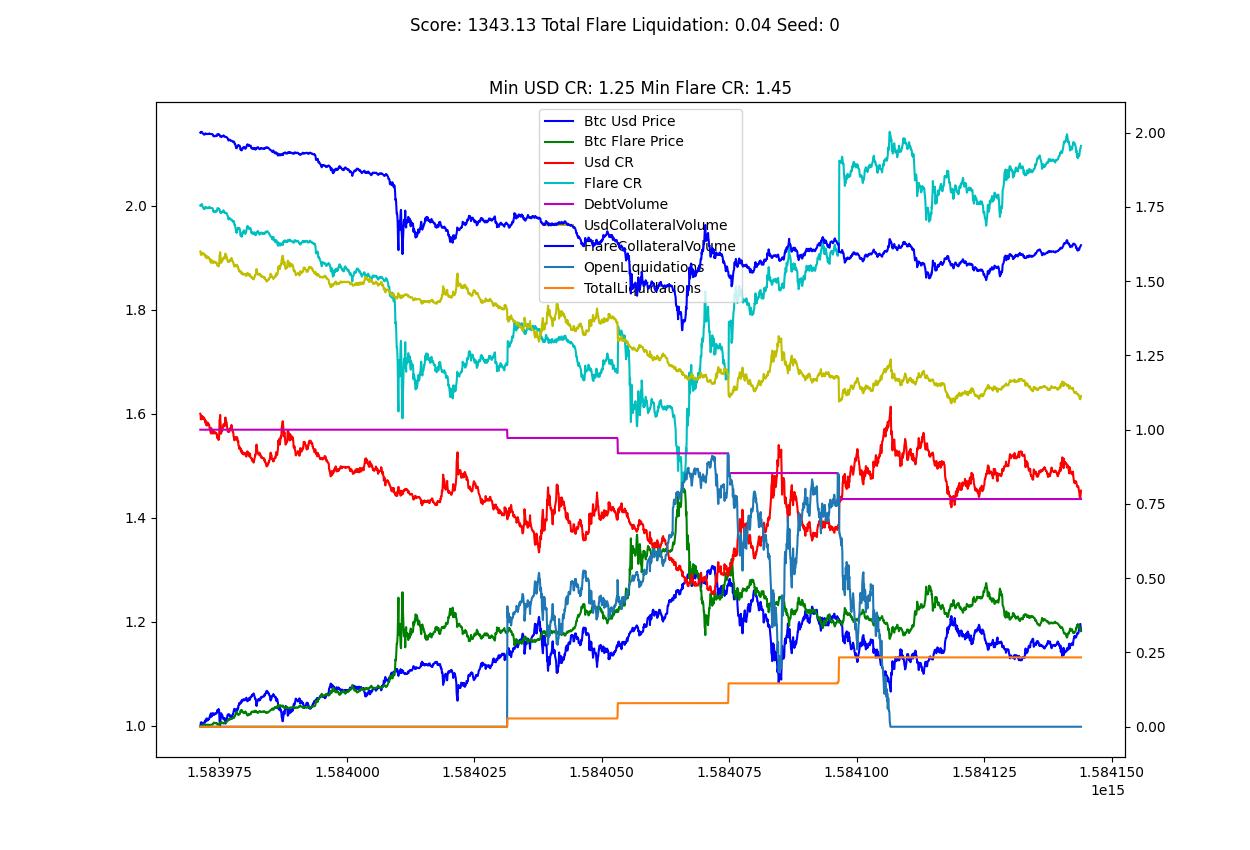 Score: 1343.13 Total Flare Liquidation: 0.04 Seed: 0
Min USD CR: 1.25 Min Flare CR: 1.45
Btc Usd Price
Btc Flare Price
Usd CR
Flare CR
DebtVolume
UsdCollateralVolume
FlareCollateralVolume
OpenLiquidations
TotalLiquidations
2.0
1.8
1.6
1.4
1.2
1.0
2.00
1.75
1.50
1.25
1.00
0.75
0.50
0.25
0.00
1.583975 1.584000 1.584025 1.584050 1.584075 1.584100 1.584125 1.584150
1e15